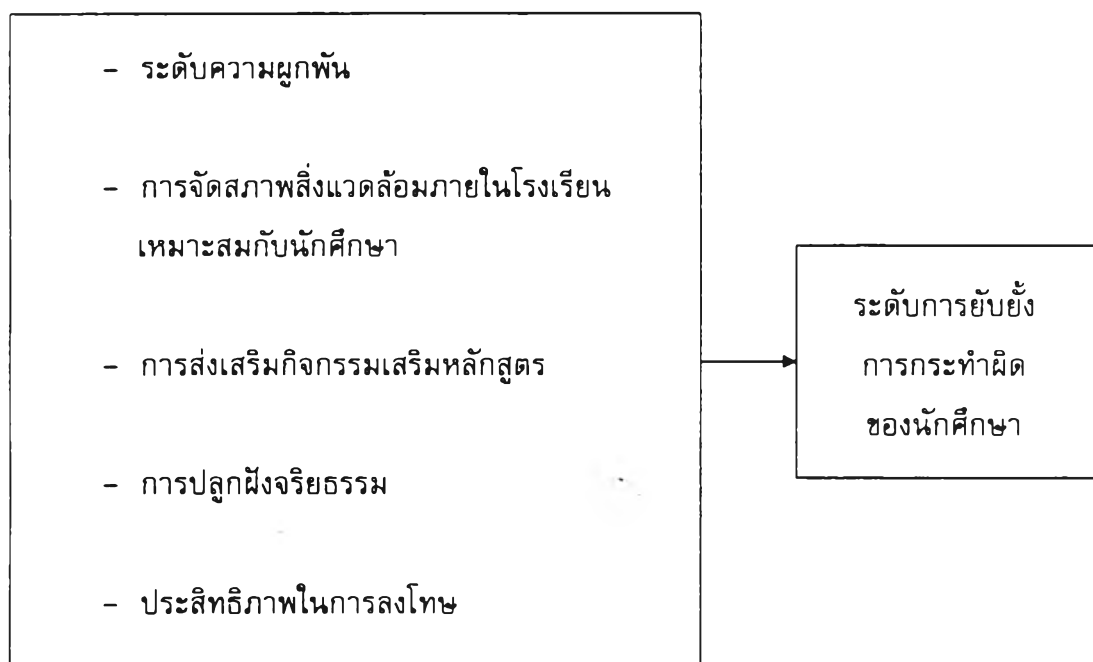 - ระดับความผูกพัน
- การจัดสภาพสิ่งแวดล้อมภายในโรงเรียน
เหมาะสมกับนักศึกษา
- การส่งเสริมกิจกรรมเสริมหลักสูตร
- การปลูกฝังจริยธรรม
- ประสิทธิภาพในการลงโทษ
ระดับการยับยั้ง
การกระทำผิด
ของนักศึกษา